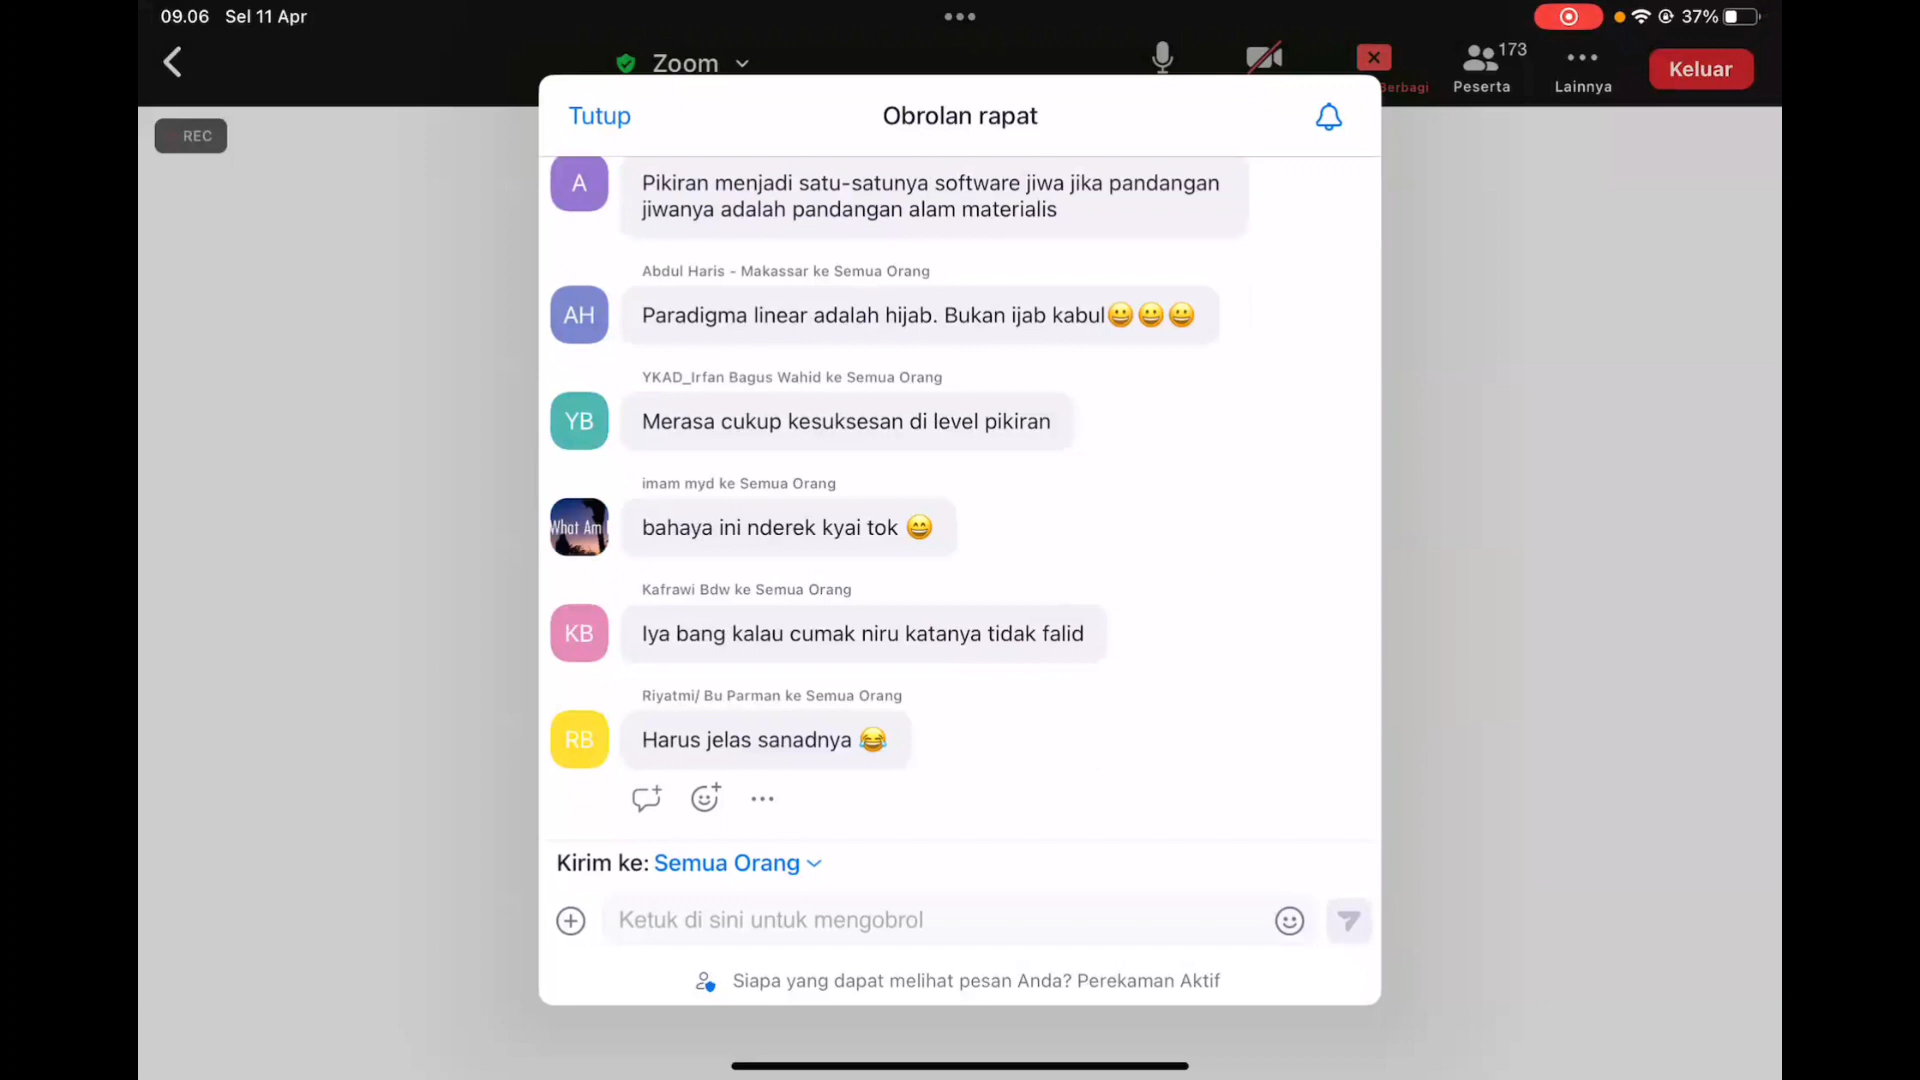 09.06 Sel 11 Apr
37%
Zoom
173
Berbagi
Peserta
Lainnya
Keluar
REC
Tutup
Obrolan rapat
A
Pikiran menjadi satu-satunya software jiwa jika pandangan
jiwanya adalah pandangan alam materialis
Abdul Haris - Makassar ke Semua Orang
AH
Paradigma linear adalah hijab. Bukan ijab kabul😀😀😀
YKAD_Irfan Bagus Wahid ke Semua Orang
YB
Merasa cukup kesuksesan di level pikiran
imam myd ke Semua Orang
What Am
bahaya ini nderek kyai tok 😄
Kafrawi Bdw ke Semua Orang
KB
Iya bang kalau cumak niru katanya tidak falid
Riyatmi/ Bu Parman ke Semua Orang
RB
Harus jelas sanadnya 😂
Kirim ke: Semua Orang
Ketuk di sini untuk mengobrol
Siapa yang dapat melihat pesan Anda? Perekaman Aktif